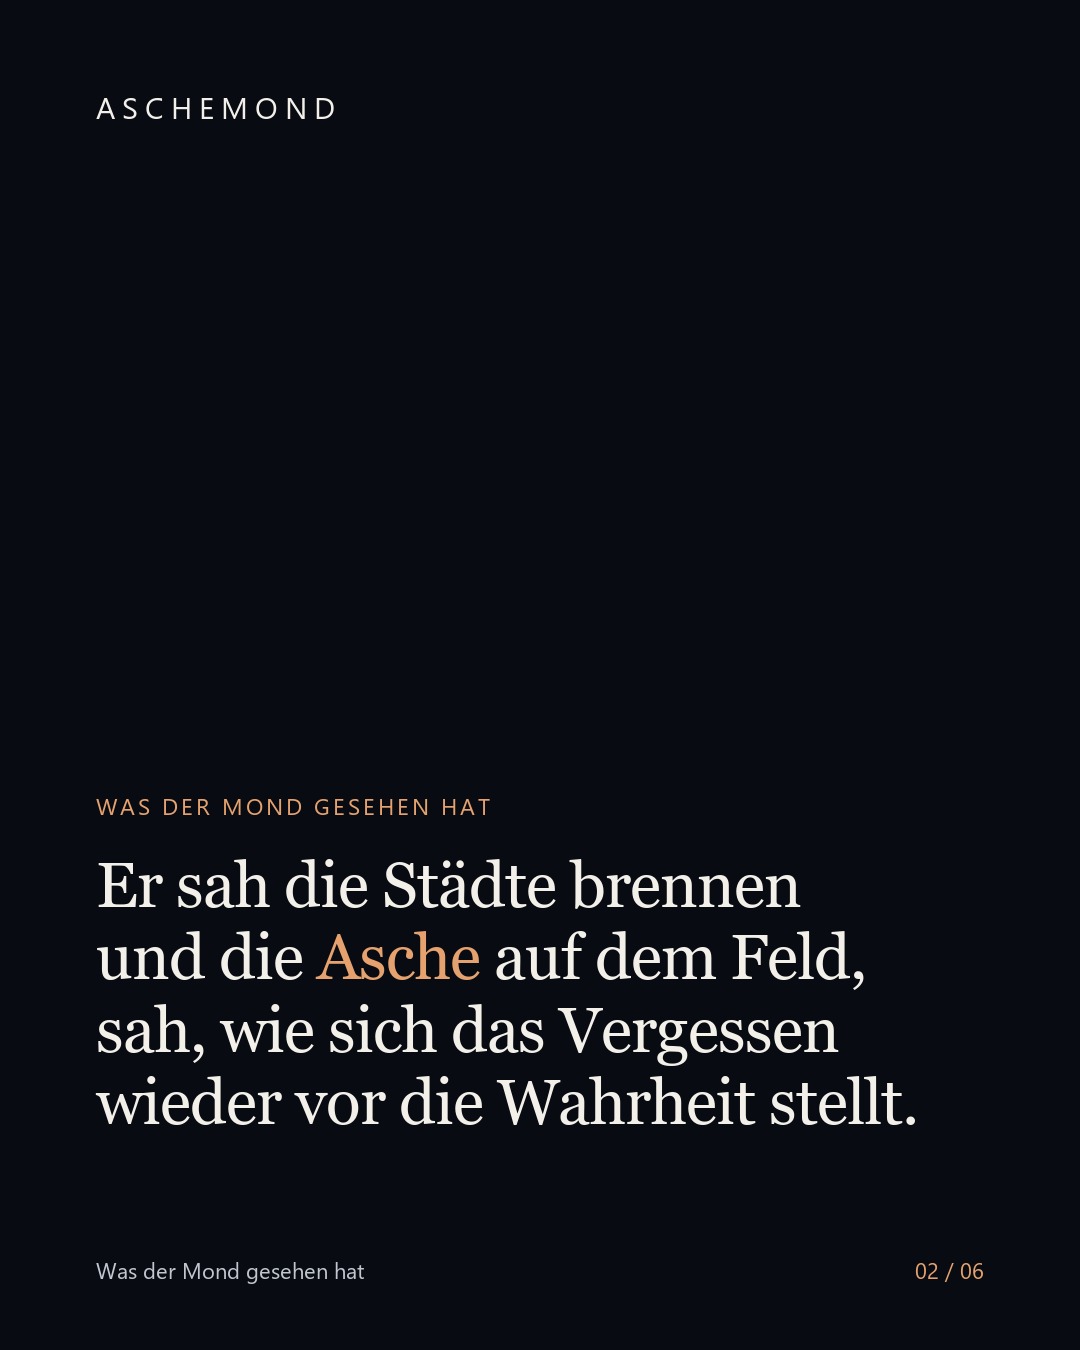 ASCHEMOND
WAS DER MOND GESEHEN HAT
Er sah die Städte brennen
und die Asche auf dem Feld,
sah, wie sich das Vergessen
wieder vor die Wahrheit stellt.
Was der Mond gesehen hat
02 / 06